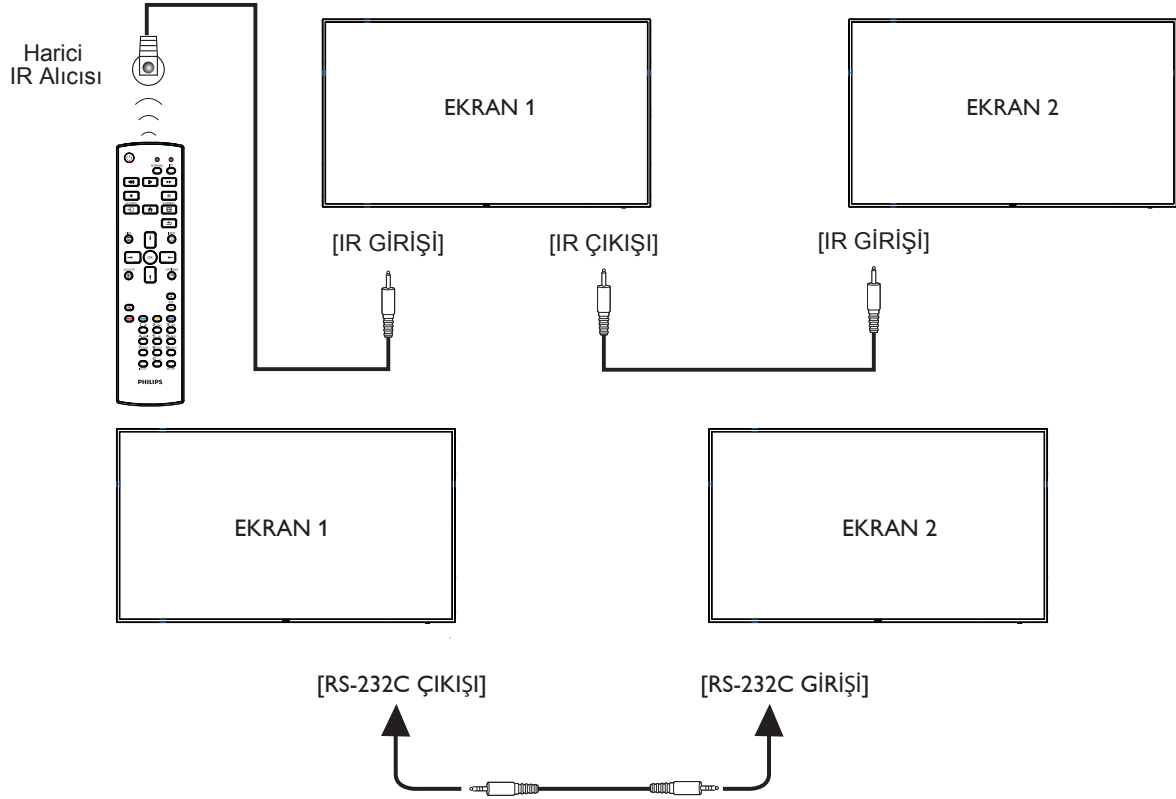 Harici
IR Alıcısı
EKRAN 1
EKRAN 2
[IR GİRİŞİ]
[IR ÇIKIŞI]
[IR GİRİŞİ]
PHILIPS
EKRAN 1
EKRAN 2
[RS-232C ÇIKIŞI]
[RS-232C GİRİŞİ]